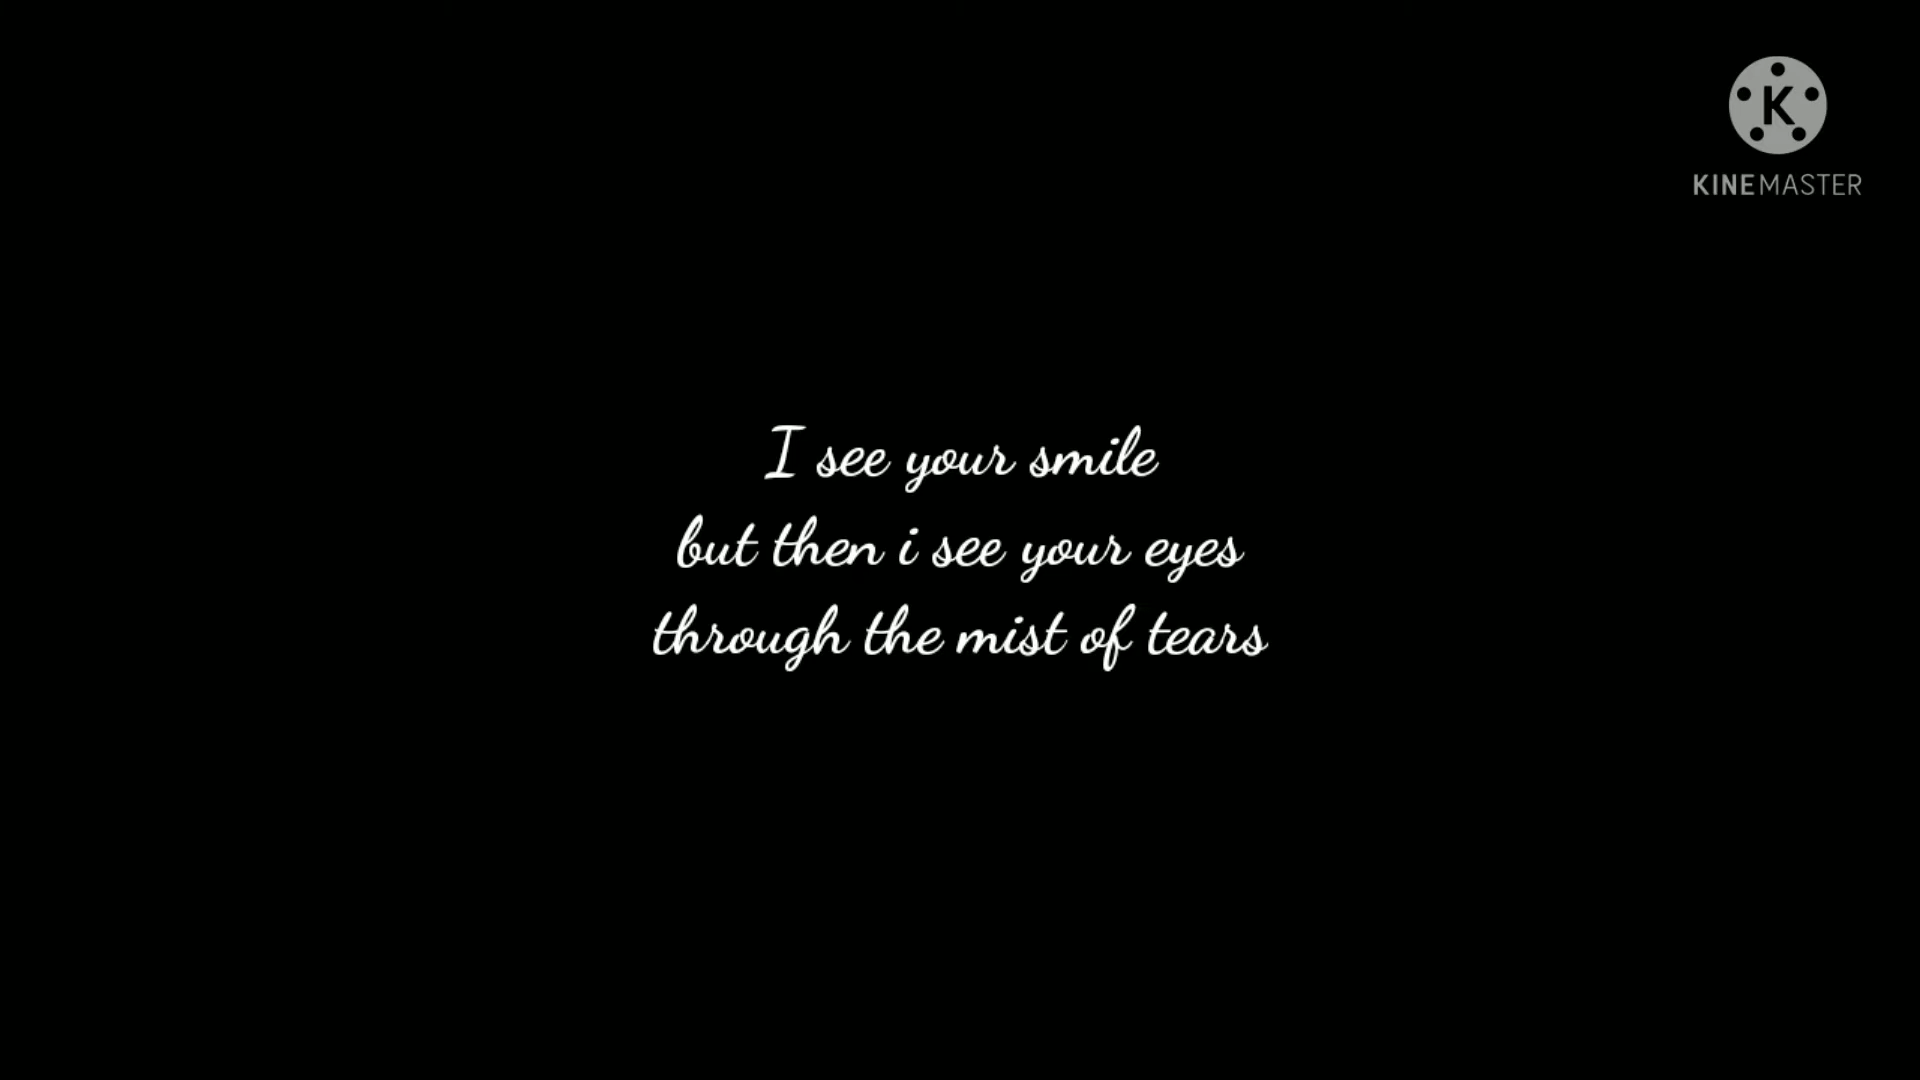 K
KINEMASTER
I see your smile
but then i see your eyes
through the mist of tears